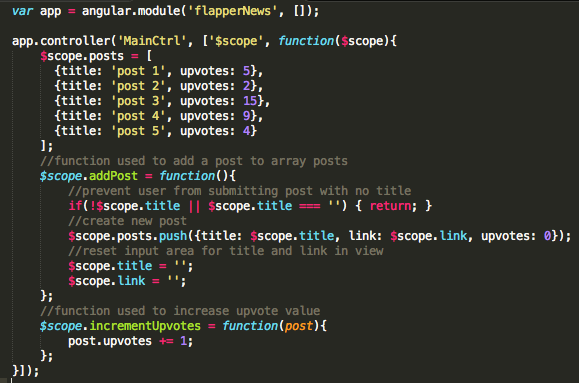 var app = angular.module('flapperNews', []);
app.controller('MainCtrl', ['$scope', function($scope){
$scope.posts = [
{title: 'post 1', upvotes: 5},
{title: 'post 2', upvotes: 2},
{title: 'post 3', upvotes: 15},
{title: 'post 4', upvotes: 9},
{title: 'post 5', upvotes: 4}
];
//function used to add a post to array posts
$scope.addPost = function(){
//prevent user from submitting post with no title
if(!$scope.title || $scope.title === '') { return; }
//create new post
$scope.posts.push({title: $scope.title, link: $scope.link, upvotes: 0});
//reset input area for title and link in view
$scope.title = '';
$scope.link = '';
};
//function used to increase upvote value
$scope.incrementUpvotes = function(post){
post.upvotes += 1;
};
}]);